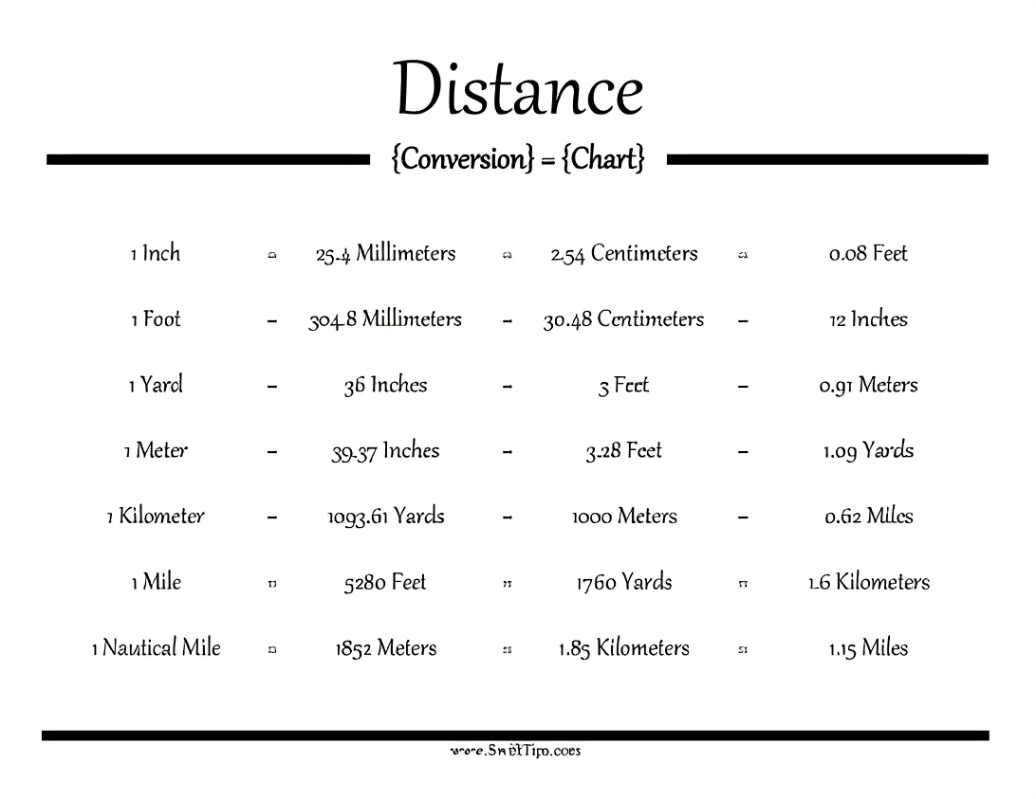 Distance
{Conversion} = {Chart}
1 Inch 25.4 Millimeters 2.54 Centimeters 0.08 Feet
1 Foot - 304.8 Millimeters - 30.48 Centimeters - 12 Inches
1 Yard - 36 Inches - 3 Feet - 0.91 Meters
1 Meter - 39.37 Inches - 3.28 Feet - 1.09 Yards
1 Kilometer - 1093.61 Yards - 1000 Meters - 0.62 Miles
1 Mile 5280 Feet 1760 Yards 1.6 Kilometers
1 Nautical Mile 1852 Meters 1.85 Kilometers 1.15 Miles